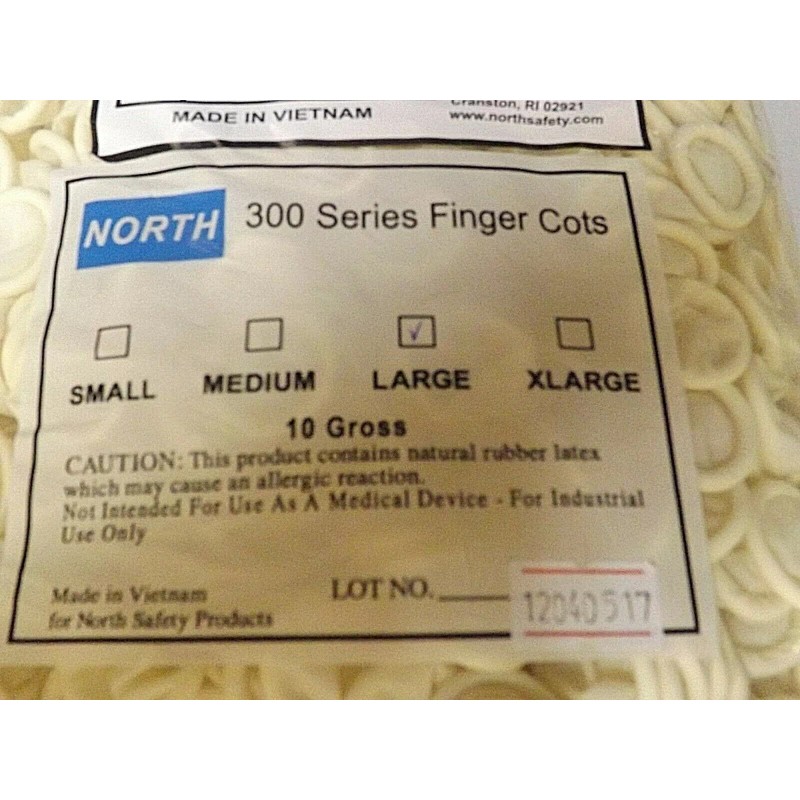 MADE IN VIETNAM
Cranston, RI 02921
www.northsafety.com
NORTH
300 Series Finger Cots
✓
SMALL MEDIUM LARGE XLARGE
10 Gross
CAUTION: This product contains natural rubber latex
which may cause an allergic reaction.
Not Intended For Use As A Medical Device - For Industrial
Use Only
Made in Vietnam
for North Safety Products
LOT NO.
12040517